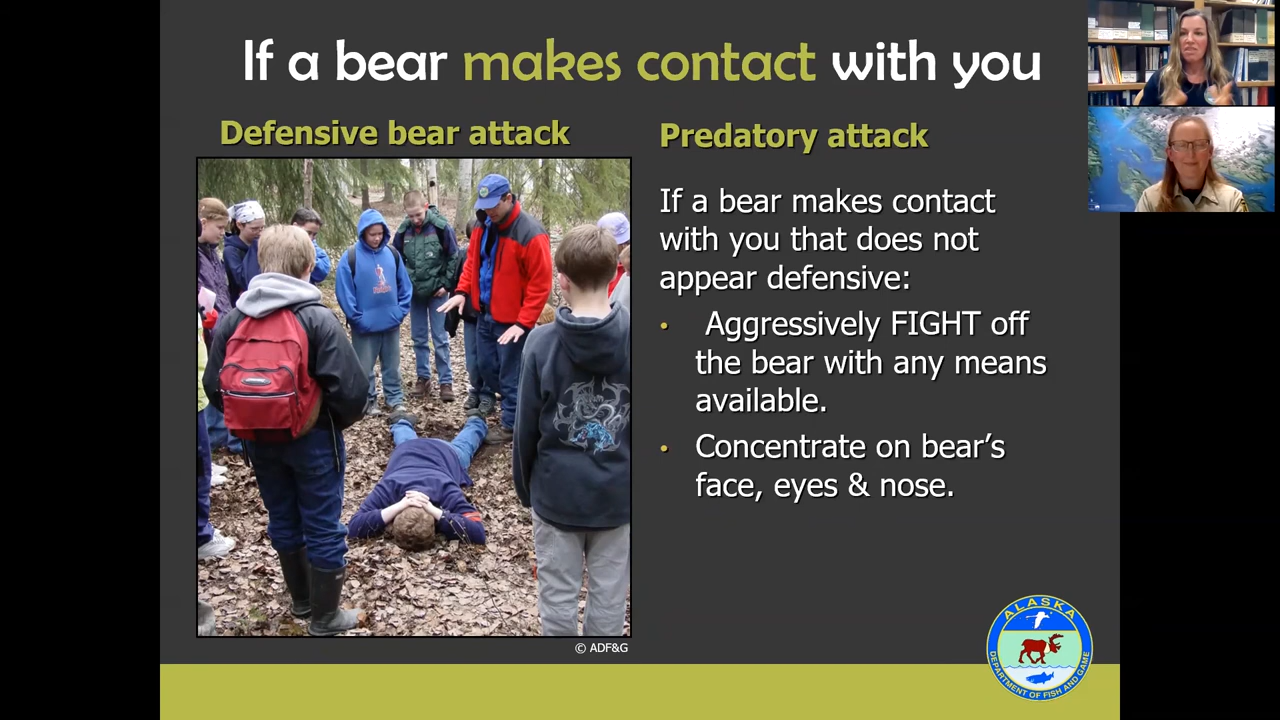 If a bear makes contact with you
Defensive bear attack
Predatory attack
If a bear makes contact
with you that does not
appear defensive:
• Aggressively FIGHT off
the bear with any means
available.
• Concentrate on bear’s
face, eyes & nose.
© ADF&G
ALASKA
DEPARTMENT OF FISH AND GAME